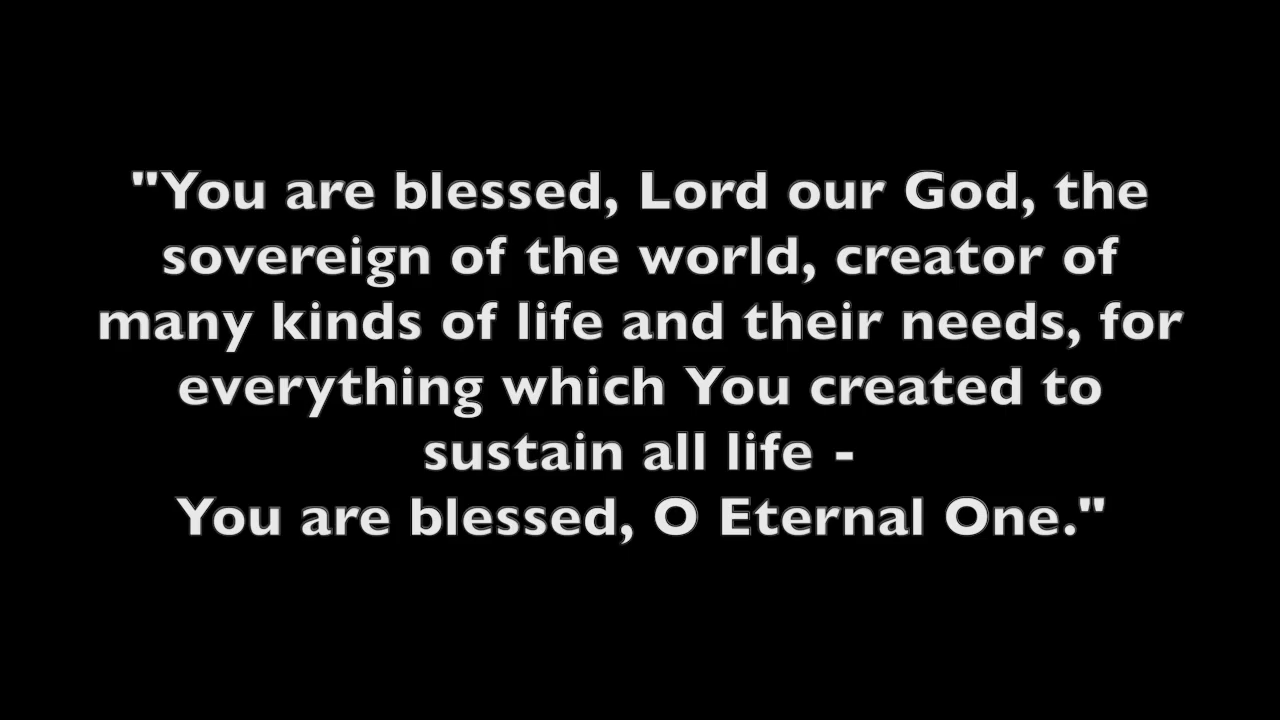 "You are blessed, Lord our God, the
sovereign of the world, creator of
many kinds of life and their needs, for
everything which You created to
sustain all life -
You are blessed, O Eternal One."